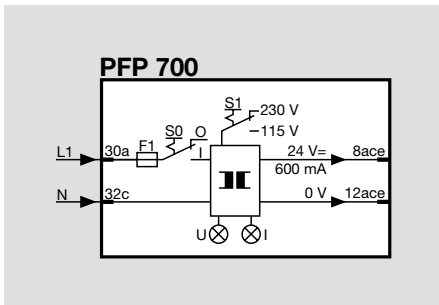 PFP 700
S1
230 V
115 V
L1
30a
F1
S0
O
I
24 V=
8ace
600 mA
N
32c
0 V
12ace
U
I